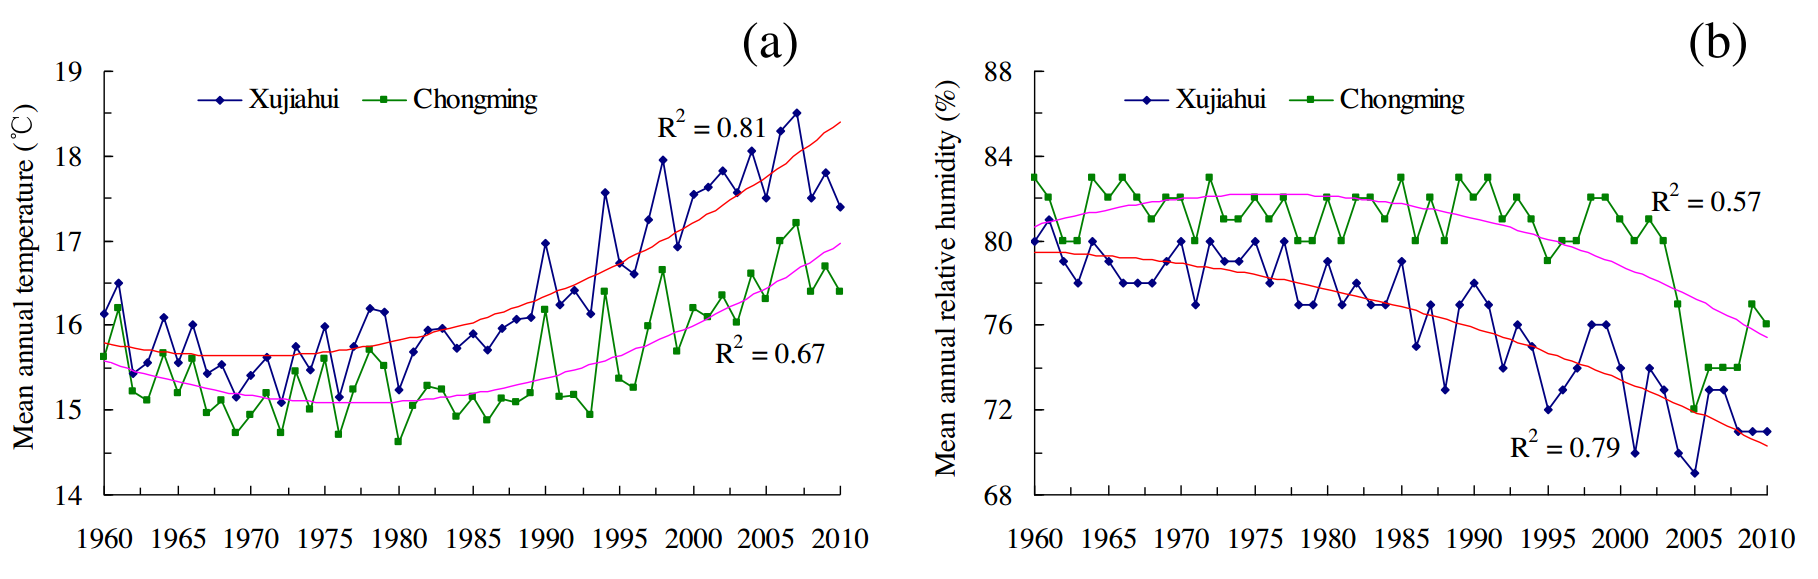 (a)
Mean annual temperature (℃)
19
18
17
16
15
14
Xujiahui
Chongming
R² = 0.81
R² = 0.67
1960 1965 1970 1975 1980 1985 1990 1995 2000 2005 2010
(b)
Mean annual relative humidity (%)
88
84
80
76
72
68
Xujiahui
Chongming
R² = 0.57
R² = 0.79
1960 1965 1970 1975 1980 1985 1990 1995 2000 2005 2010